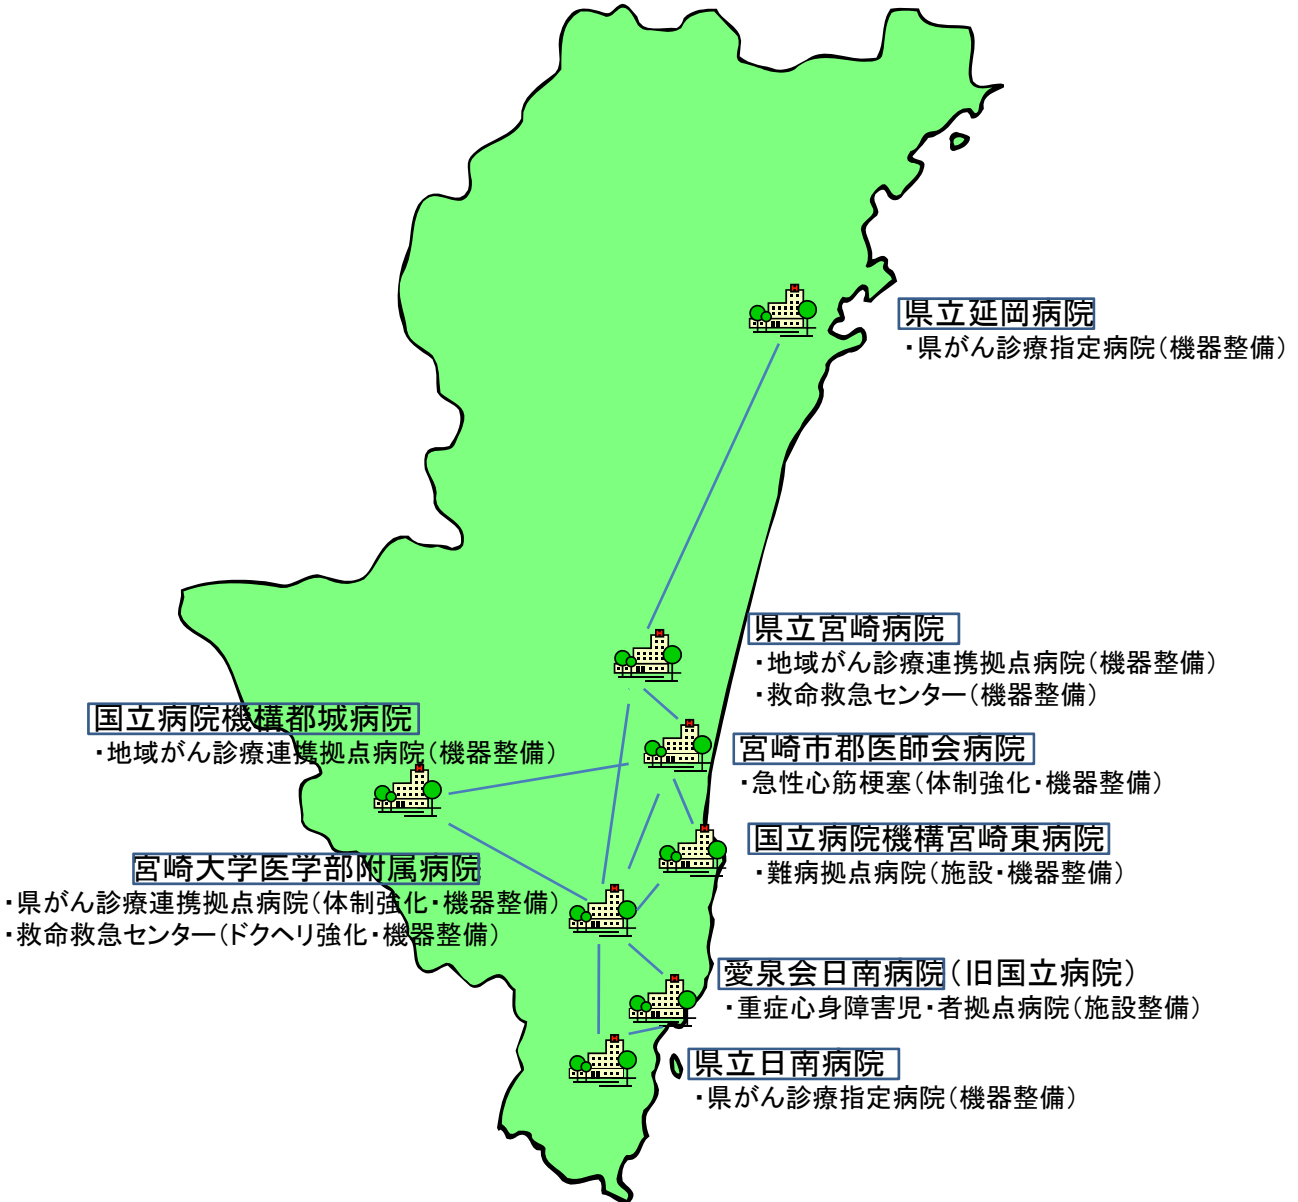 県立延岡病院
・県がん診療指定病院（機器整備）
県立宮崎病院
・地域がん診療連携拠点病院（機器整備）
・救命救急センター（機器整備）
国立病院機構都城病院
・地域がん診療連携拠点病院（機器整備）
宮崎市郡医師会病院
・急性心筋梗塞（体制強化・機器整備）
国立病院機構宮崎東病院
・難病拠点病院（施設・機器整備）
宮崎大学医学部附属病院
・県がん診療連携拠点病院（体制強化・機器整備）
・救命救急センター（ドクヘリ強化・機器整備）
愛泉会日南病院（旧国立病院）
・重症心身障害児・者拠点病院（施設整備）
県立日南病院
・県がん診療指定病院（機器整備）